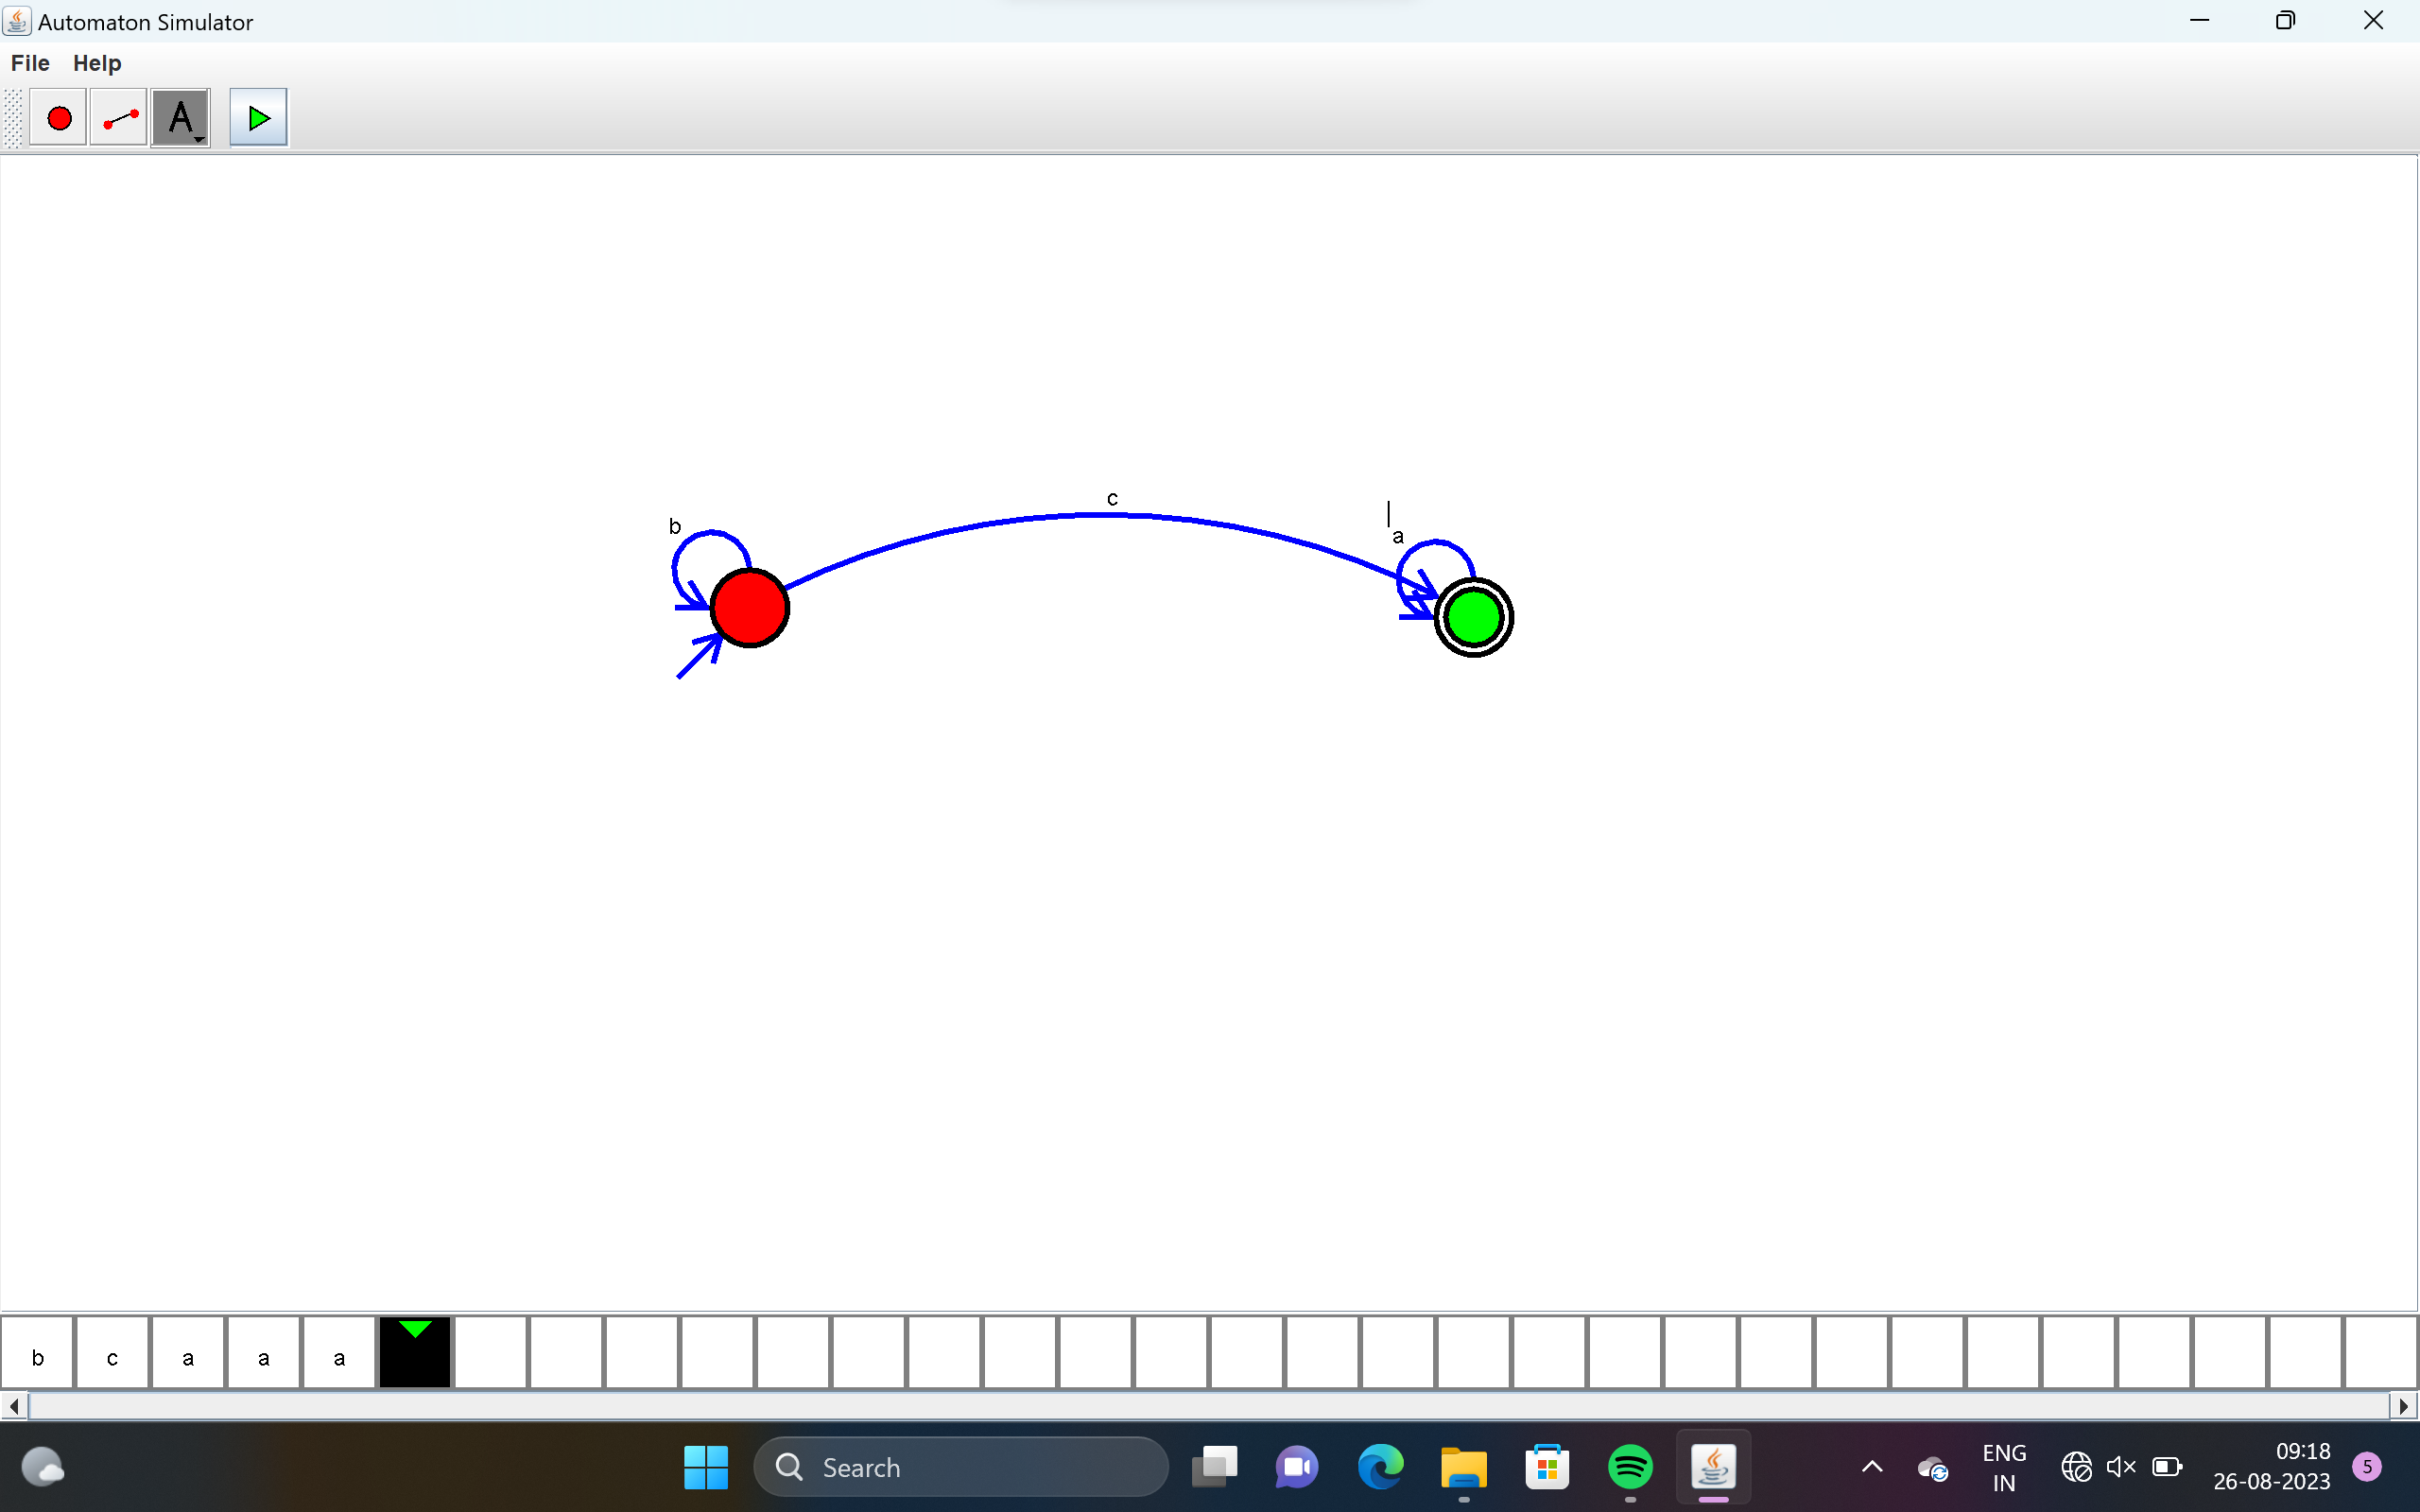 Automaton Simulator
File Help
A
c
b
a
b c a a a
Search
ENG
IN
09:18
26-08-2023
5